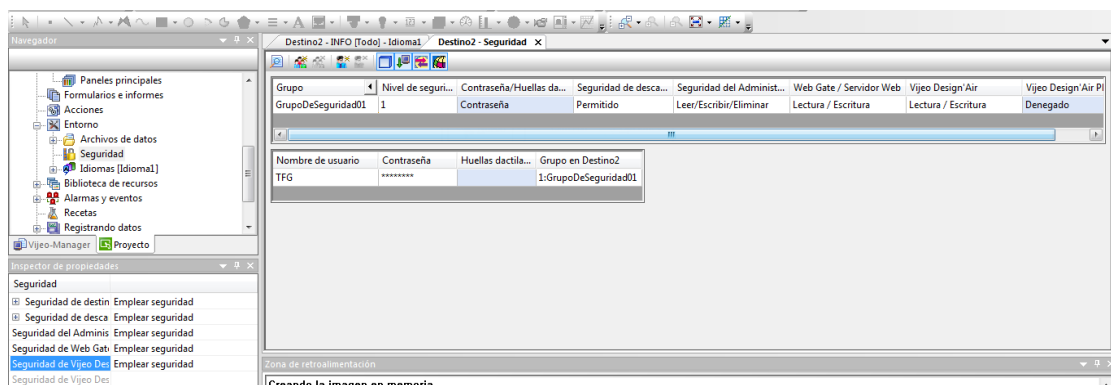 Navegador
Destino2 - INFO [Todo] - Idioma1 Destino2 - Seguridad X
Paneles principales
Formularios e informes
Acciones
Entorno
Archivos de datos
Seguridad
Idiomas [Idioma1]
Biblioteca de recursos
Alarmas y eventos
Recetas
Registrando datos
Vijeo-Manager Proyecto
Grupo Nivel de seguri... Contraseña/Huellas da... Seguridad de desca... Seguridad del Administ... Web Gate / Servidor Web Vijeo Design'Air Vijeo Design'Air Pl
GrupoDeSeguridad01 1 Contraseña Permitido Leer/Escribir/Eliminar Lectura / Escritura Lectura / Escritura Denegado
Nombre de usuario Contraseña Huellas dactila... Grupo en Destino2
TFG ******** 1:GrupoDeSeguridad01
Inspector de propiedades
Seguridad
Seguridad de destin Emplear seguridad
Seguridad de desca Emplear seguridad
Seguridad del Adminis Emplear seguridad
Seguridad de Web Gate Emplear seguridad
Seguridad de Vijeo Des Emplear seguridad
Seguridad de Vijeo Des
Zona de retroalimentación
Creando la imagen en memoria